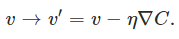 v → v′ = v − η∇C.